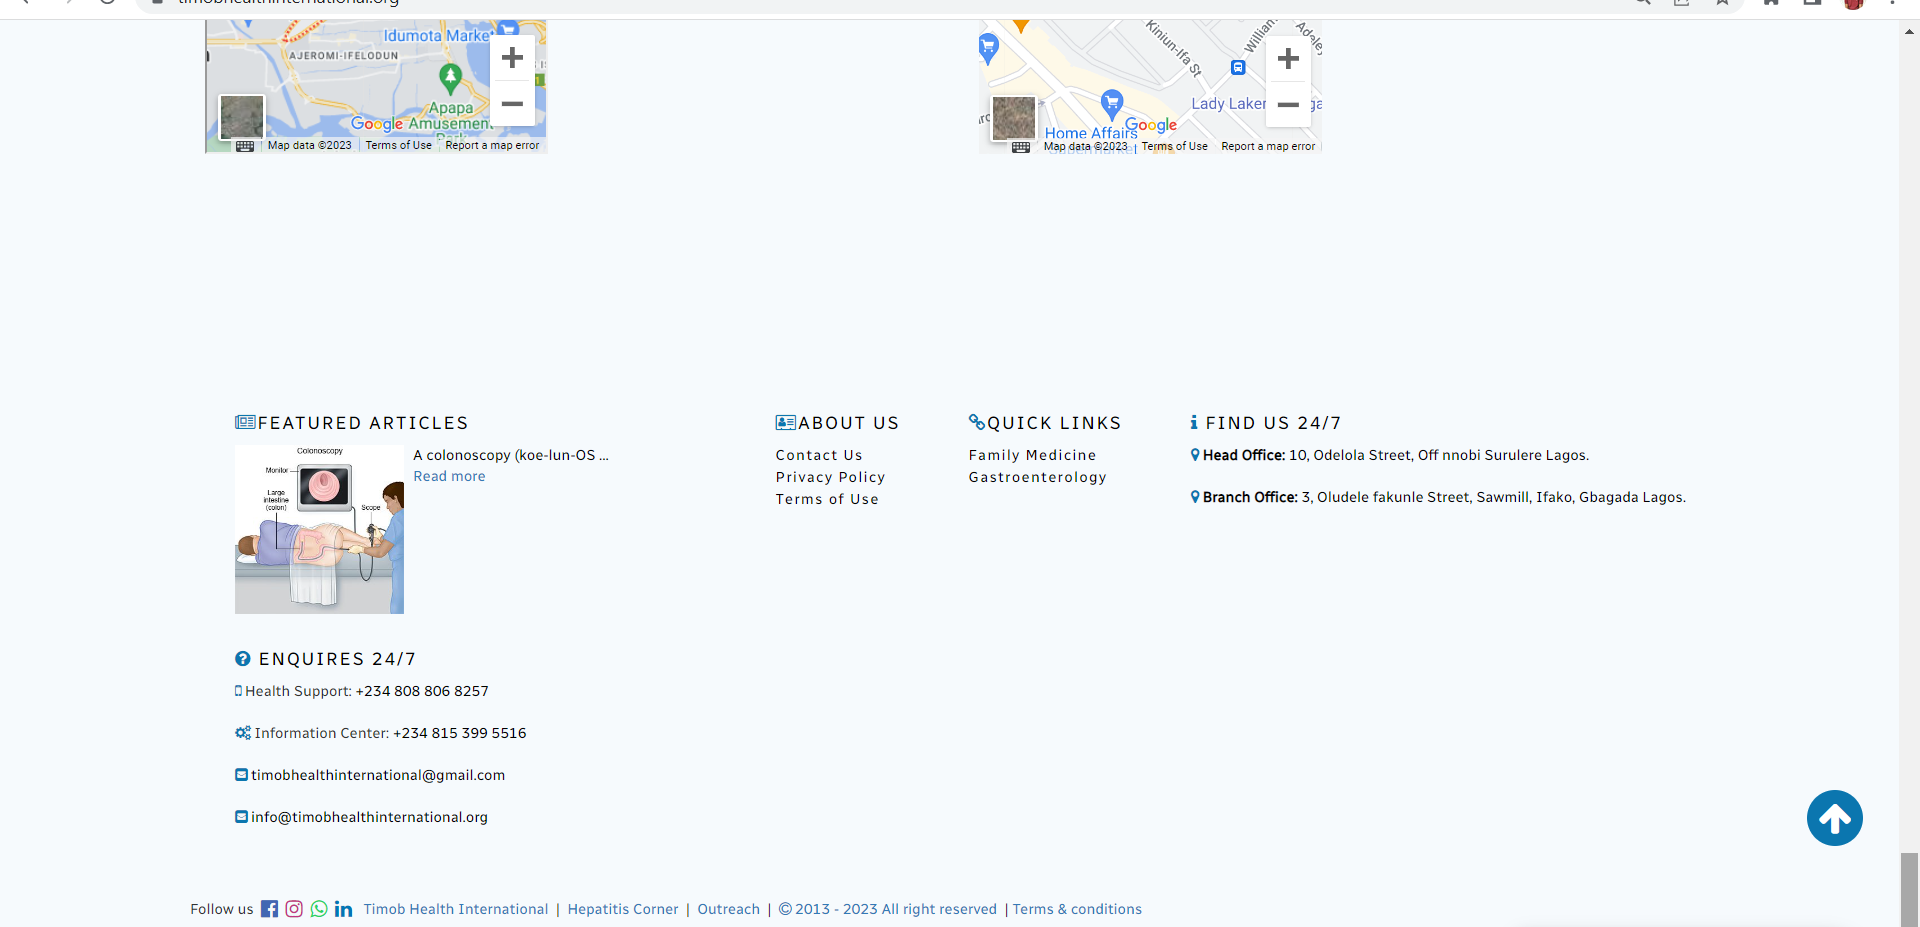 timobhealthinternational.org
Idumota Market
AJEROMI-IFELODUN
Apapa
Amusement
Google
Map data ©2023 Terms of Use Report a map error
Kiniun-Ifa St
William
Adeley
Lady Laker
Home Affairs
Google
Map data ©2023 Terms of Use Report a map error
FEATURED ARTICLES
Colonoscopy
Monitor
Large
intestine
(colon)
Scope
A colonoscopy (koe-lun-OS ...
Read more
ABOUT US
Contact Us
Privacy Policy
Terms of Use
QUICK LINKS
Family Medicine
Gastroenterology
FIND US 24/7
Head Office: 10, Odelola Street, Off nnobi Surulere Lagos.
Branch Office: 3, Oludele fakunle Street, Sawmill, Ifako, Gbagada Lagos.
ENQUIRES 24/7
Health Support: +234 808 806 8257
Information Center: +234 815 399 5516
timobhealthinternational@gmail.com
info@timobhealthinternational.org
Follow us Timob Health International | Hepatitis Corner | Outreach | © 2013 - 2023 All right reserved | Terms & conditions